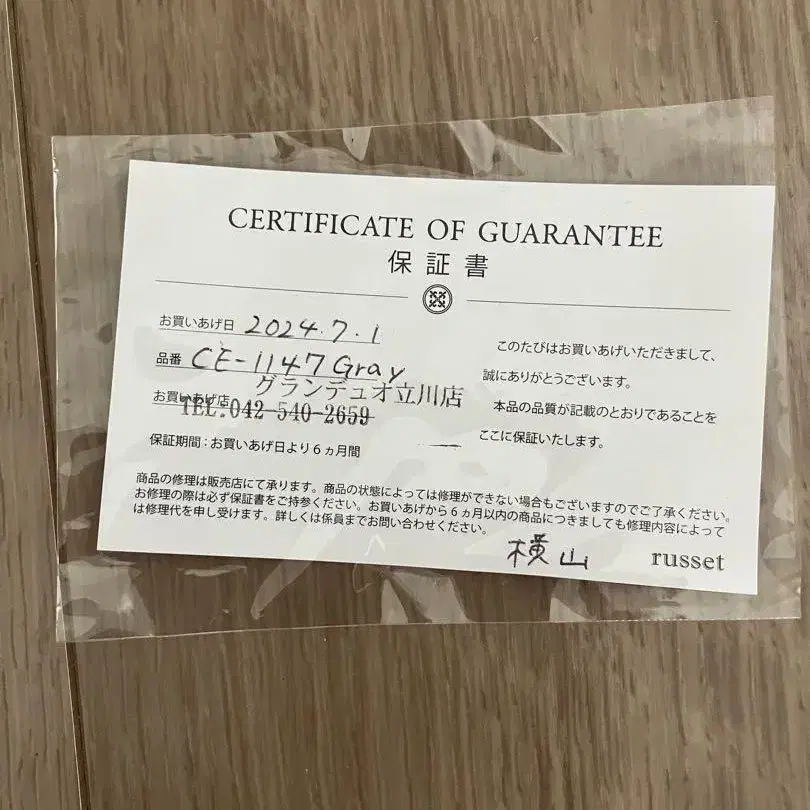 CERTIFICATE OF GUARANTEE
保証書
お買いあげ日 2024.7.1
品番 CE-1147 Gray
お買いあげ店 グランデュオ立川店
TEL.042-540-2659
保証期間：お買いあげ日より6ヵ月間
このたびはお買いあげいただきまして、
誠にありがとうございます。
本品の品質が記載のとおりであることを
ここに保証いたします。
商品の修理は販売店にて承ります。商品の状態によっては修理ができない場合もございますのでご了承ください。
お修理の際は必ず保証書をご持参ください。お買いあげから6ヵ月以内の商品につきましても修理内容によって
は修理代を申し受けます。詳しくは係員までお問い合わせください。
横山
russet